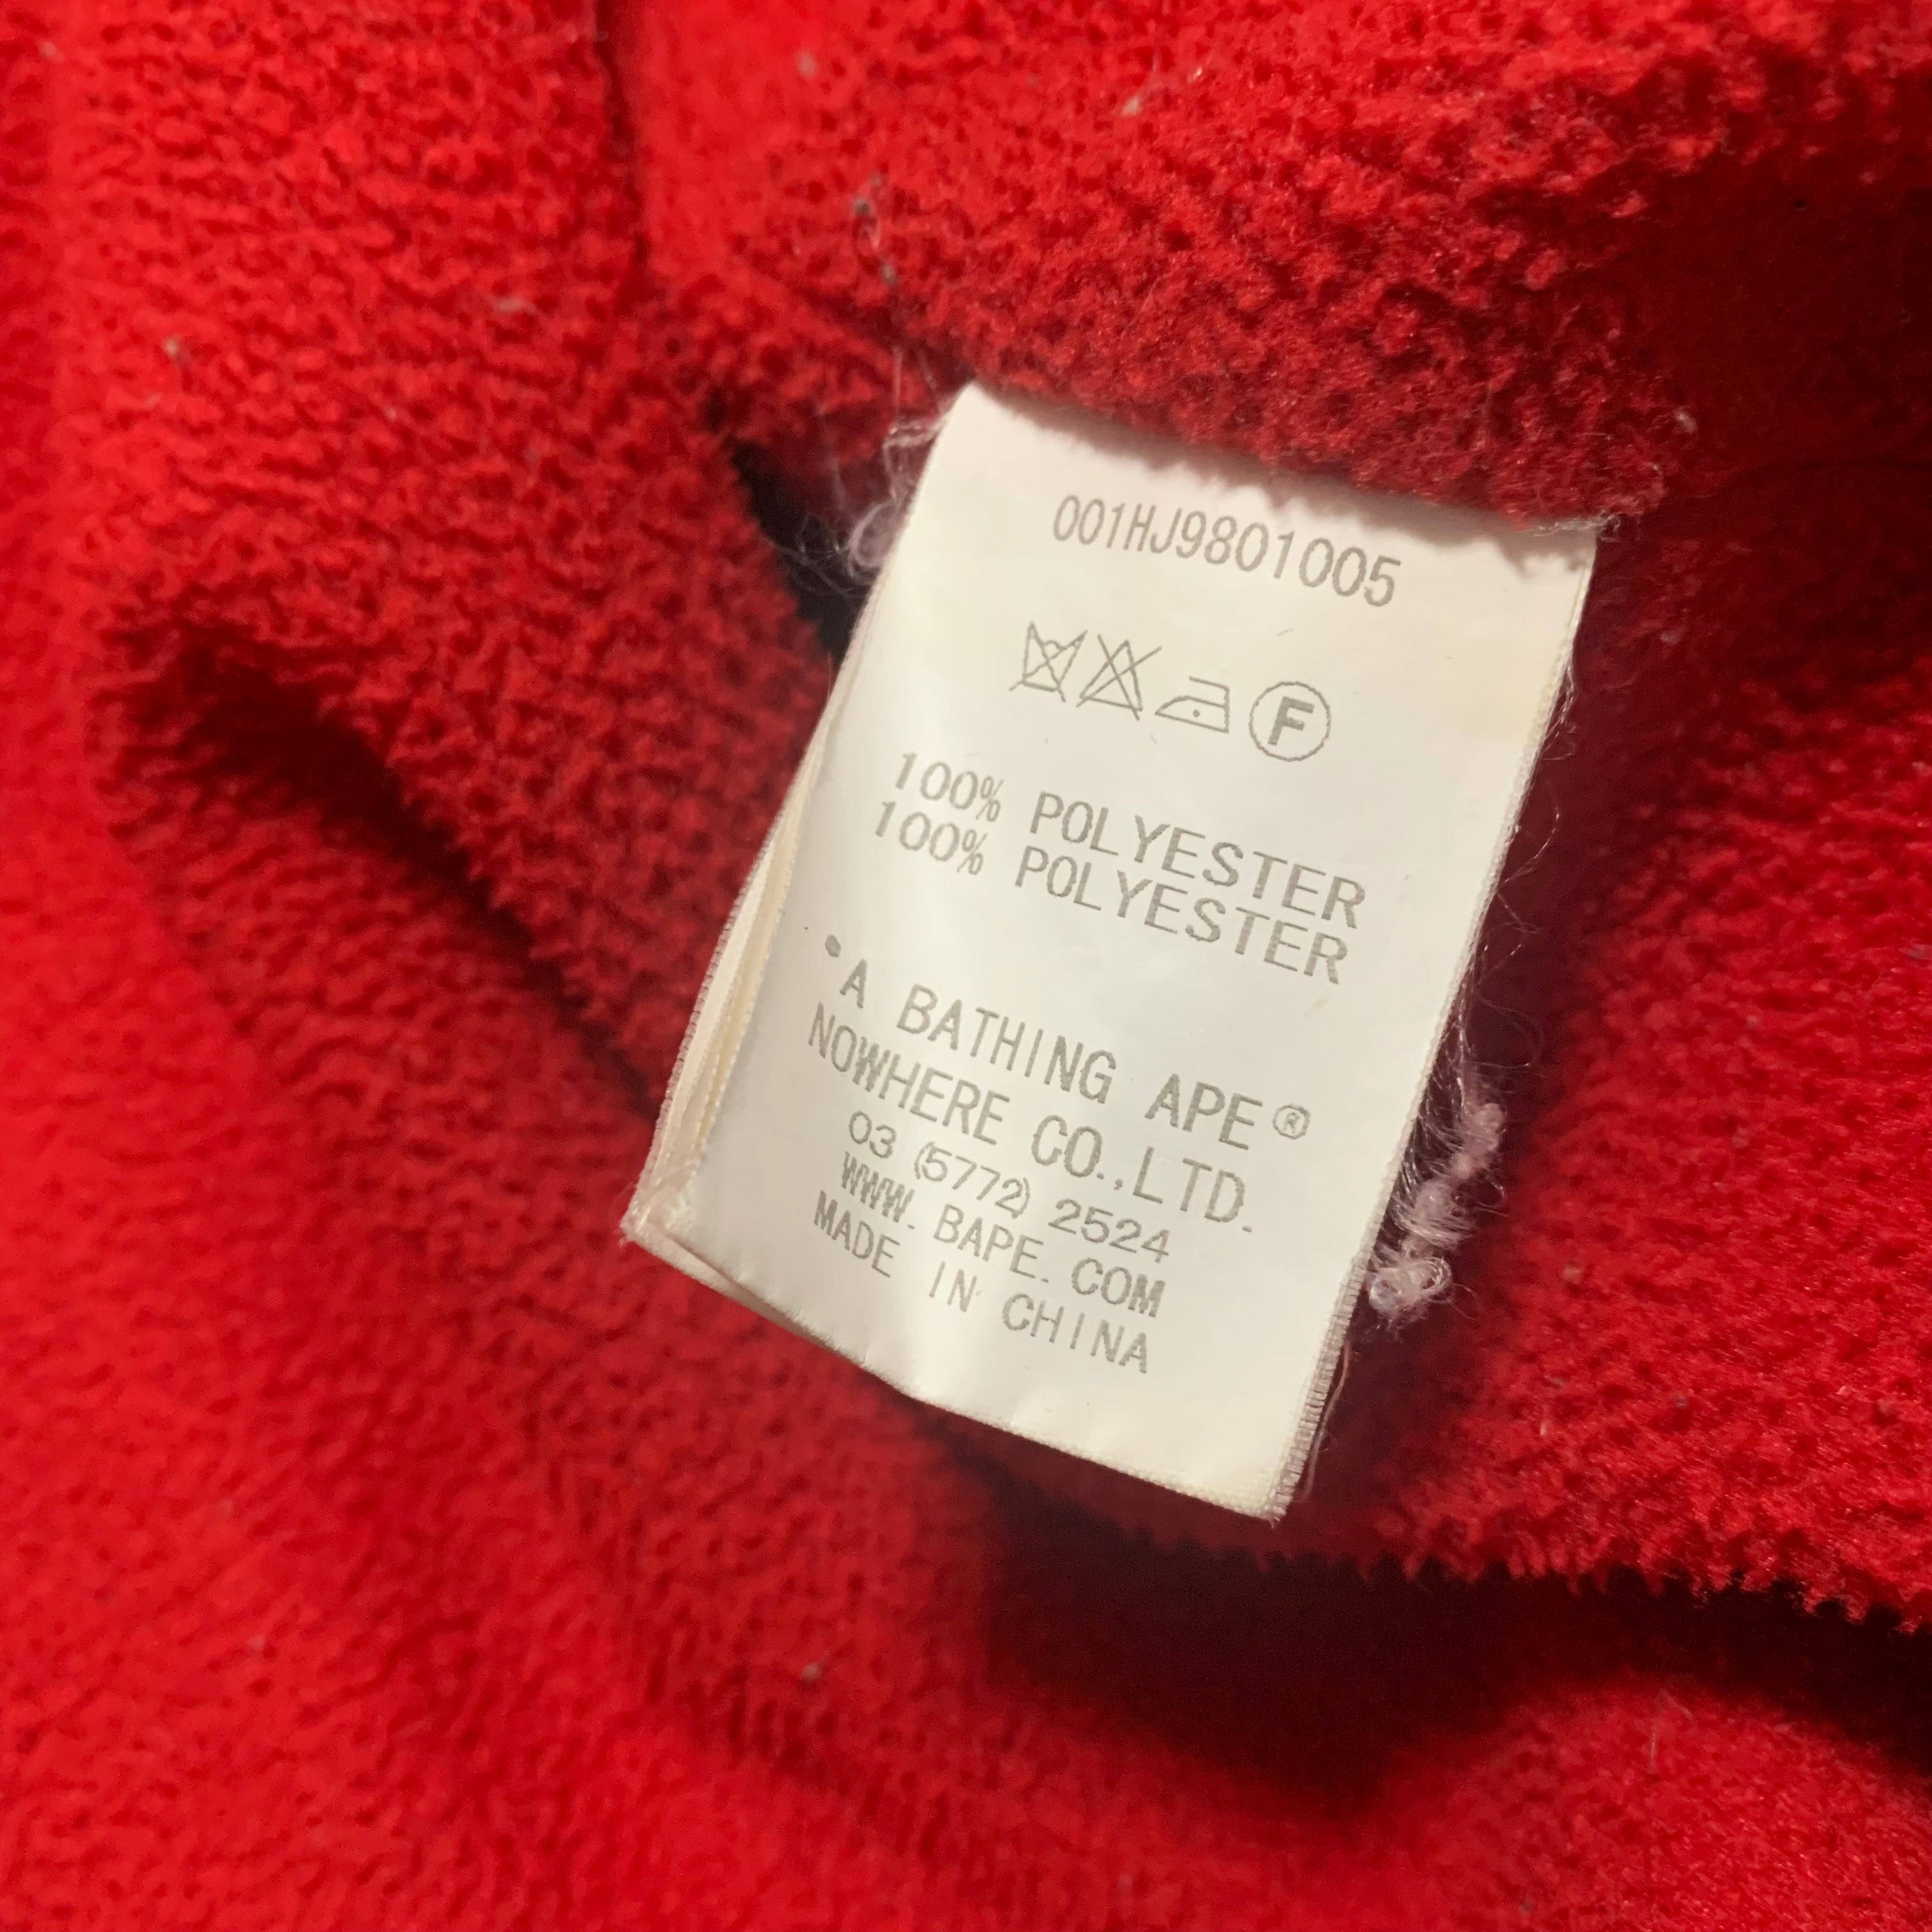 001HJ9801005
F
100% POLYESTER
100% POLYESTER
A BATHING APE®
NOWHERE CO.,LTD.
03 (5772) 2524
WWW. BAPE. COM
MADE IN CHINA